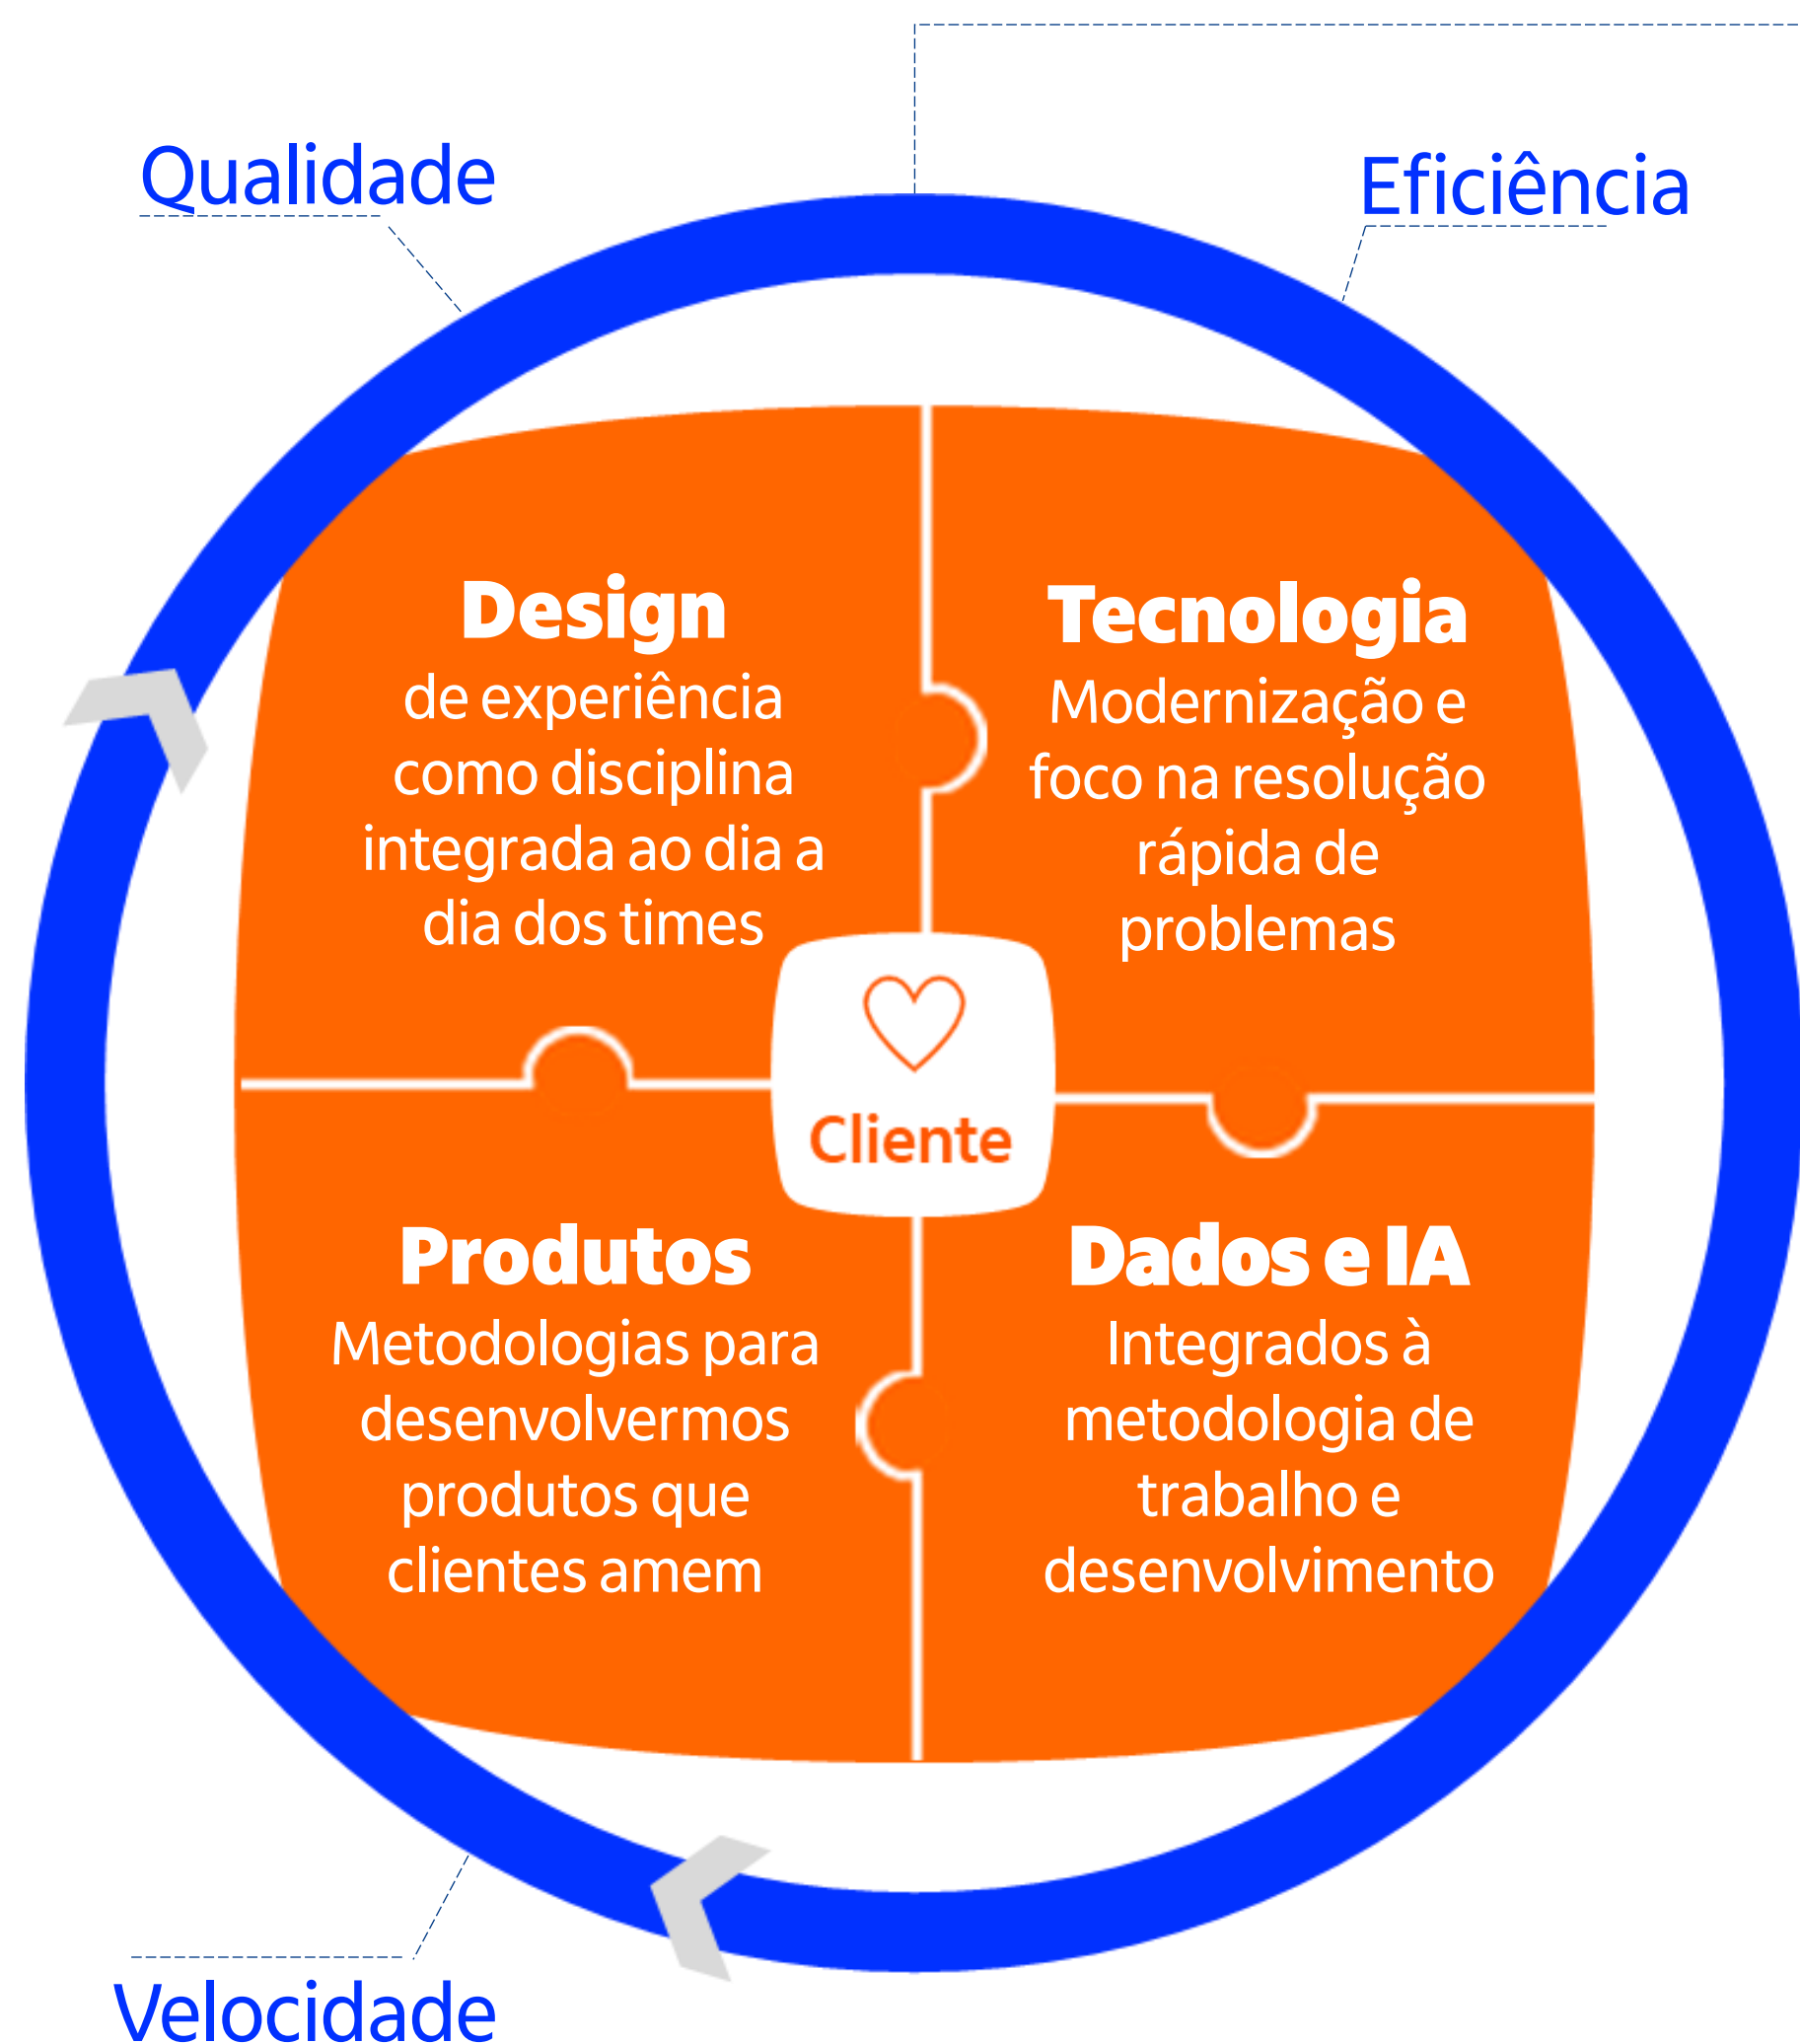 Qualidade
Eficiência
Design
de experiência
como disciplina
integrada ao dia a
dia dos times
Tecnologia
Modernização e
foco na resolução
rápida de
problemas
Cliente
Produtos
Metodologias para
desenvolvermos
produtos que
clientes amem
Dados e IA
Integrados à
metodologia de
trabalho e
desenvolvimento
Velocidade